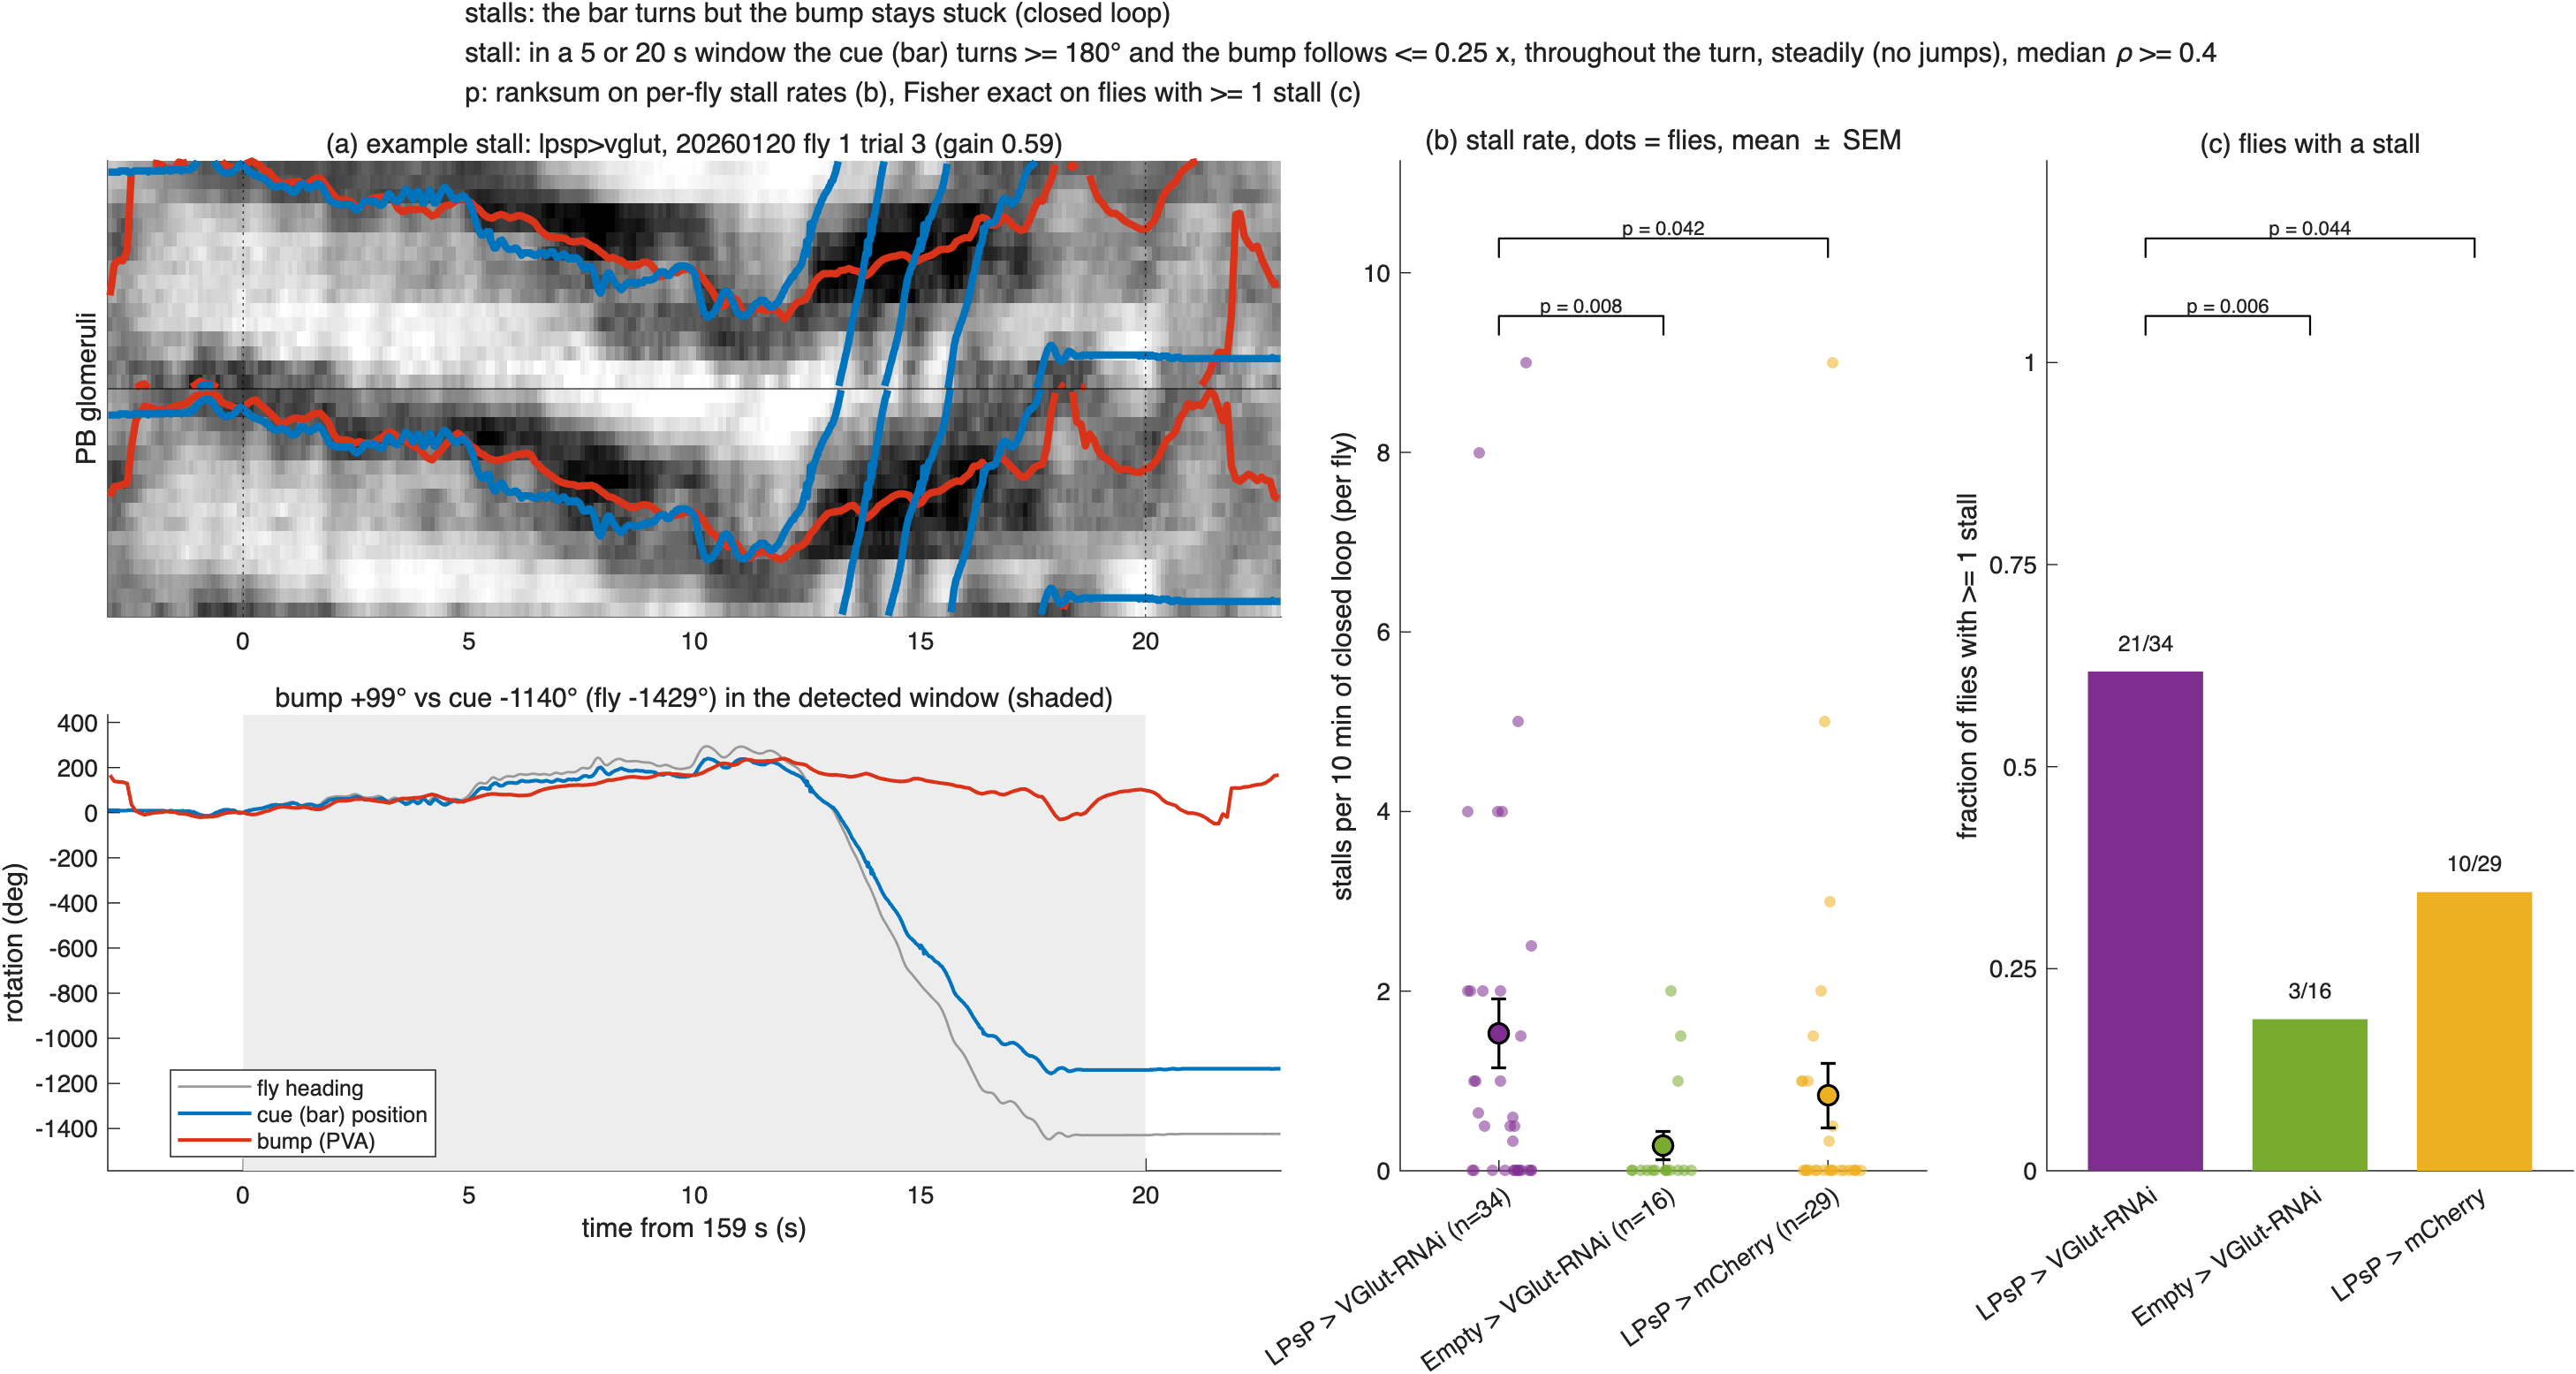 stalls: the bar turns but the bump stays stuck (closed loop)
stall: in a 5 or 20 s window the cue (bar) turns >= 180° and the bump follows <= 0.25 x, throughout the turn, steadily (no jumps), median ρ >= 0.4
p: ranksum on per-fly stall rates (b), Fisher exact on flies with >= 1 stall (c)
(a) example stall: lpsp>vglut, 20260120 fly 1 trial 3 (gain 0.59)
PB glomeruli
0 5 10 15 20
bump +99° vs cue -1140° (fly -1429°) in the detected window (shaded)
rotation (deg)
400
200
0
-200
-400
-600
-800
-1000
-1200
-1400
fly heading
cue (bar) position
bump (PVA)
0 5 10 15 20
time from 159 s (s)
(b) stall rate, dots = flies, mean ± SEM
stalls per 10 min of closed loop (per fly)
10
8
6
4
2
0
p = 0.042
p = 0.008
LPsP > VGlut-RNAi (n=34)
Empty > VGlut-RNAi (n=16)
LPsP > mCherry (n=29)
(c) flies with a stall
fraction of flies with >= 1 stall
1
0.75
0.5
0.25
0
p = 0.044
p = 0.006
21/34
3/16
10/29
LPsP > VGlut-RNAi
Empty > VGlut-RNAi
LPsP > mCherry